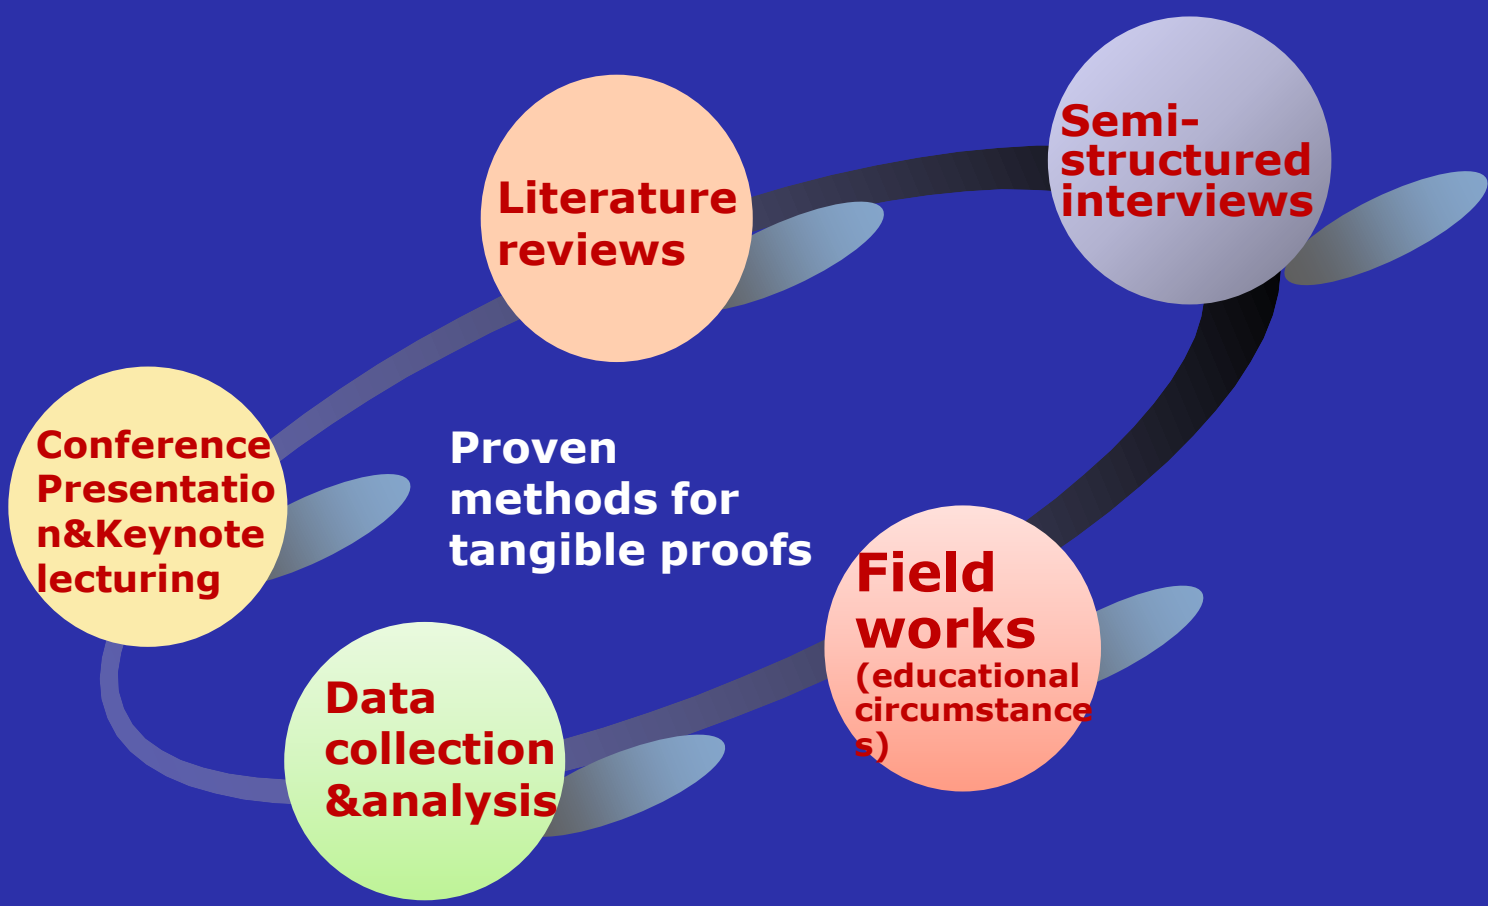 Semi-
structured
interviews
Literature
reviews
Conference
Presentatio
n&Keynote
lecturing
Proven
methods for
tangible proofs
Field
works
(educational
circumstance
s)
Data
collection
&analysis